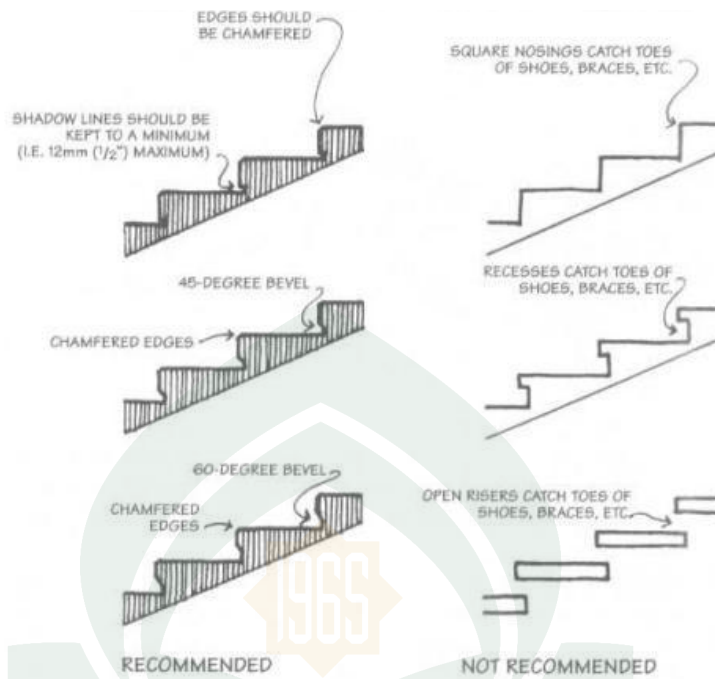 EDGES SHOULD
BE CHAMFERED
SHADOW LINES SHOULD BE
KEPT TO A MINIMUM
(I.E. 12mm (1/2") MAXIMUM)
45-DEGREE BEVEL
CHAMFERED EDGES
60-DEGREE BEVEL
CHAMFERED
EDGES
RECOMMENDED
SQUARE NOSINGS CATCH TOES
OF SHOES, BRACES, ETC.
RECESSES CATCH TOES OF
SHOES, BRACES, ETC.
OPEN RISERS CATCH TOES OF
SHOES, BRACES, ETC.
NOT RECOMMENDED
1965